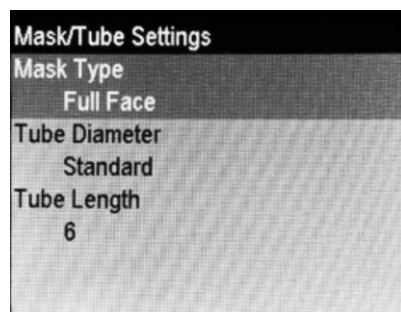 Mask/Tube Settings
Mask Type
Full Face
Tube Diameter
Standard
Tube Length
6